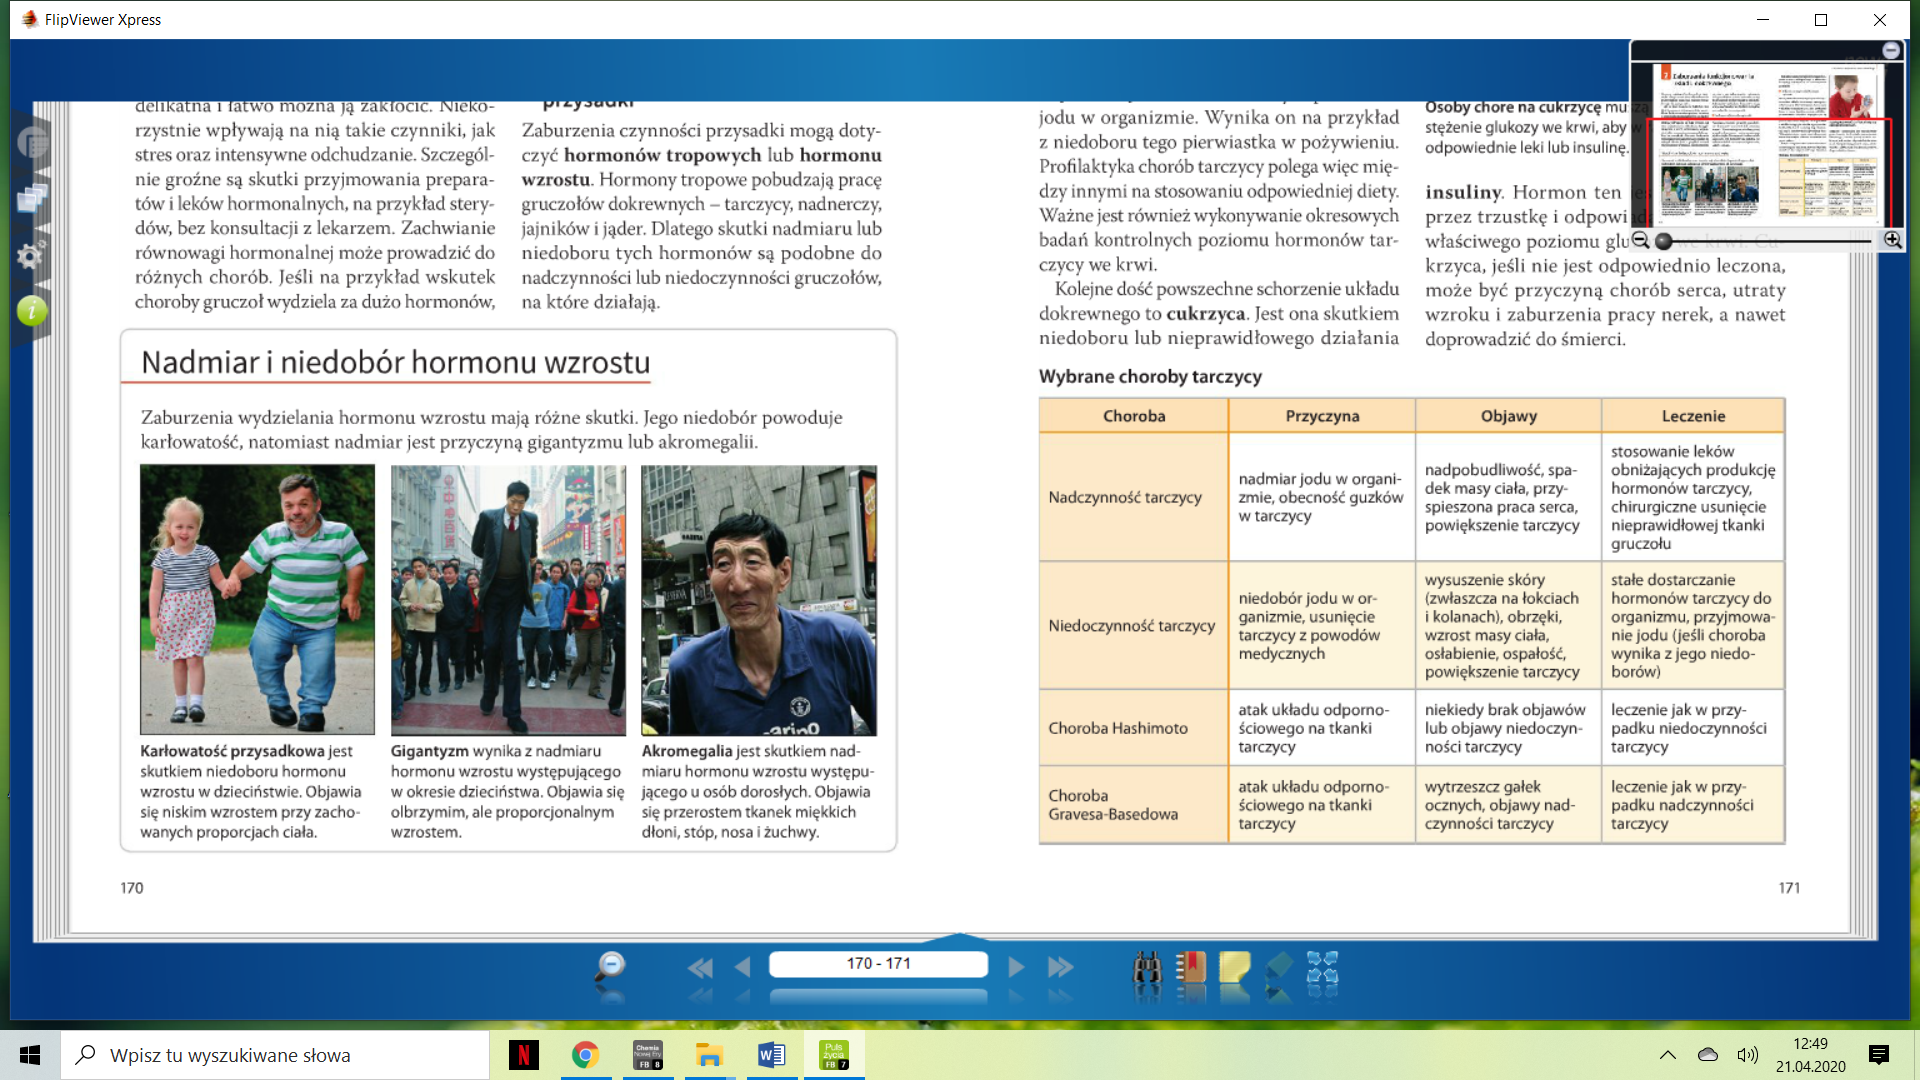 FlipViewer Xpress
delikatna i łatwo można ją zakłócić. Nieko-
rzystnie wpływają na nią takie czynniki, jak
stres oraz intensywne odchudzanie. Szczegól-
nie groźne są skutki przyjmowania prepara-
tów i leków hormonalnych, na przykład stery-
dów, bez konsultacji z lekarzem. Zachwianie
równowagi hormonalnej może prowadzić do
różnych chorób. Jeśli na przykład wskutek
choroby gruczoł wydziela za dużo hormonów,
przysadki
Zaburzenia czynności przysadki mogą doty-
czyć hormonów tropowych lub hormonu
wzrostu. Hormony tropowe pobudzają pracę
gruczołów dokrewnych – tarczycy, nadnerczy,
jajników i jąder. Dlatego skutki nadmiaru lub
niedoboru tych hormonów są podobne do
nadczynności lub niedoczynności gruczołów,
na które działają.
Nadmiar i niedobór hormonu wzrostu
Zaburzenia wydzielania hormonu wzrostu mają różne skutki. Jego niedobór powoduje
karłowatość, natomiast nadmiar jest przyczyną gigantyzmu lub akromegalii.
Karłowatość przysadkowa jest
skutkiem niedoboru hormonu
wzrostu w dzieciństwie. Objawia
się niskim wzrostem przy zacho-
wanych proporcjach ciała.
Gigantyzm wynika z nadmiaru
hormonu wzrostu występującego
w okresie dzieciństwa. Objawia się
olbrzymim, ale proporcjonalnym
wzrostem.
Akromegalia jest skutkiem nad-
miaru hormonu wzrostu występu-
jącego u osób dorosłych. Objawia
się przerostem tkanek miękkich
dłoni, stóp, nosa i żuchwy.
170
jodu w organizmie. Wynika on na przykład
z niedoboru tego pierwiastka w pożywieniu.
Profilaktyka chorób tarczycy polega więc mię-
dzy innymi na stosowaniu odpowiedniej diety.
Ważne jest również wykonywanie okresowych
badań kontrolnych poziomu hormonów tar-
czycy we krwi.
Kolejne dość powszechne schorzenie układu
dokrewnego to cukrzyca. Jest ona skutkiem
niedoboru lub nieprawidłowego działania
Osoby chore na cukrzycę muszą
stężenie glukozy we krwi, aby w
odpowiednie leki lub insulinę.
insuliny. Hormon ten
przez trzustkę i
właściwego poziomu we krwi. Cu-
krzyca, jeśli nie jest odpowiednio leczona,
może być przyczyną chorób serca, utraty
wzroku i zaburzenia pracy nerek, a nawet
doprowadzić do śmierci.
Wybrane choroby tarczycy
Choroba Przyczyna Objawy Leczenie
Nadczynność tarczycy
nadmiar jodu w organi-
zmie, obecność guzków
w tarczycy
nadpobudliwość, spa-
dek masy ciała, przy-
spieszona praca serca,
powiększenie tarczycy
stosowanie leków
obniżających produkcję
hormonów tarczycy,
chirurgiczne usunięcie
nieprawidłowej tkanki
gruczołu
Niedoczynność tarczycy
niedobór jodu w or-
ganizmie, usunięcie
tarczycy z powodów
medycznych
wysuszenie skóry
(zwłaszcza na łokciach
i kolanach), obrzęki,
wzrost masy ciała,
osłabienie, ospałość,
powiększenie tarczycy
stałe dostarczanie
hormonów tarczycy do
organizmu, przyjmowa-
nie jodu (jeśli choroba
wynika z jego niedo-
borów)
Choroba Hashimoto
atak układu odporno-
ściowego na tkanki
tarczycy
niekiedy brak objawów
lub objawy niedoczyn-
ności tarczycy
leczenie jak w przy-
padku niedoczynności
tarczycy
Choroba
Gravesa-Basedowa
atak układu odporno-
ściowego na tkanki
tarczycy
wytrzeszcz gałek
ocznych, objawy nad-
czynności tarczycy
leczenie jak w przy-
padku nadczynności
tarczycy
171
170 - 171
Wpisz tu wyszukiwane słowa
N
Chemia
Nowej Ery
FB 8
W
Puls
życia
FB 7
12:49
21.04.2020